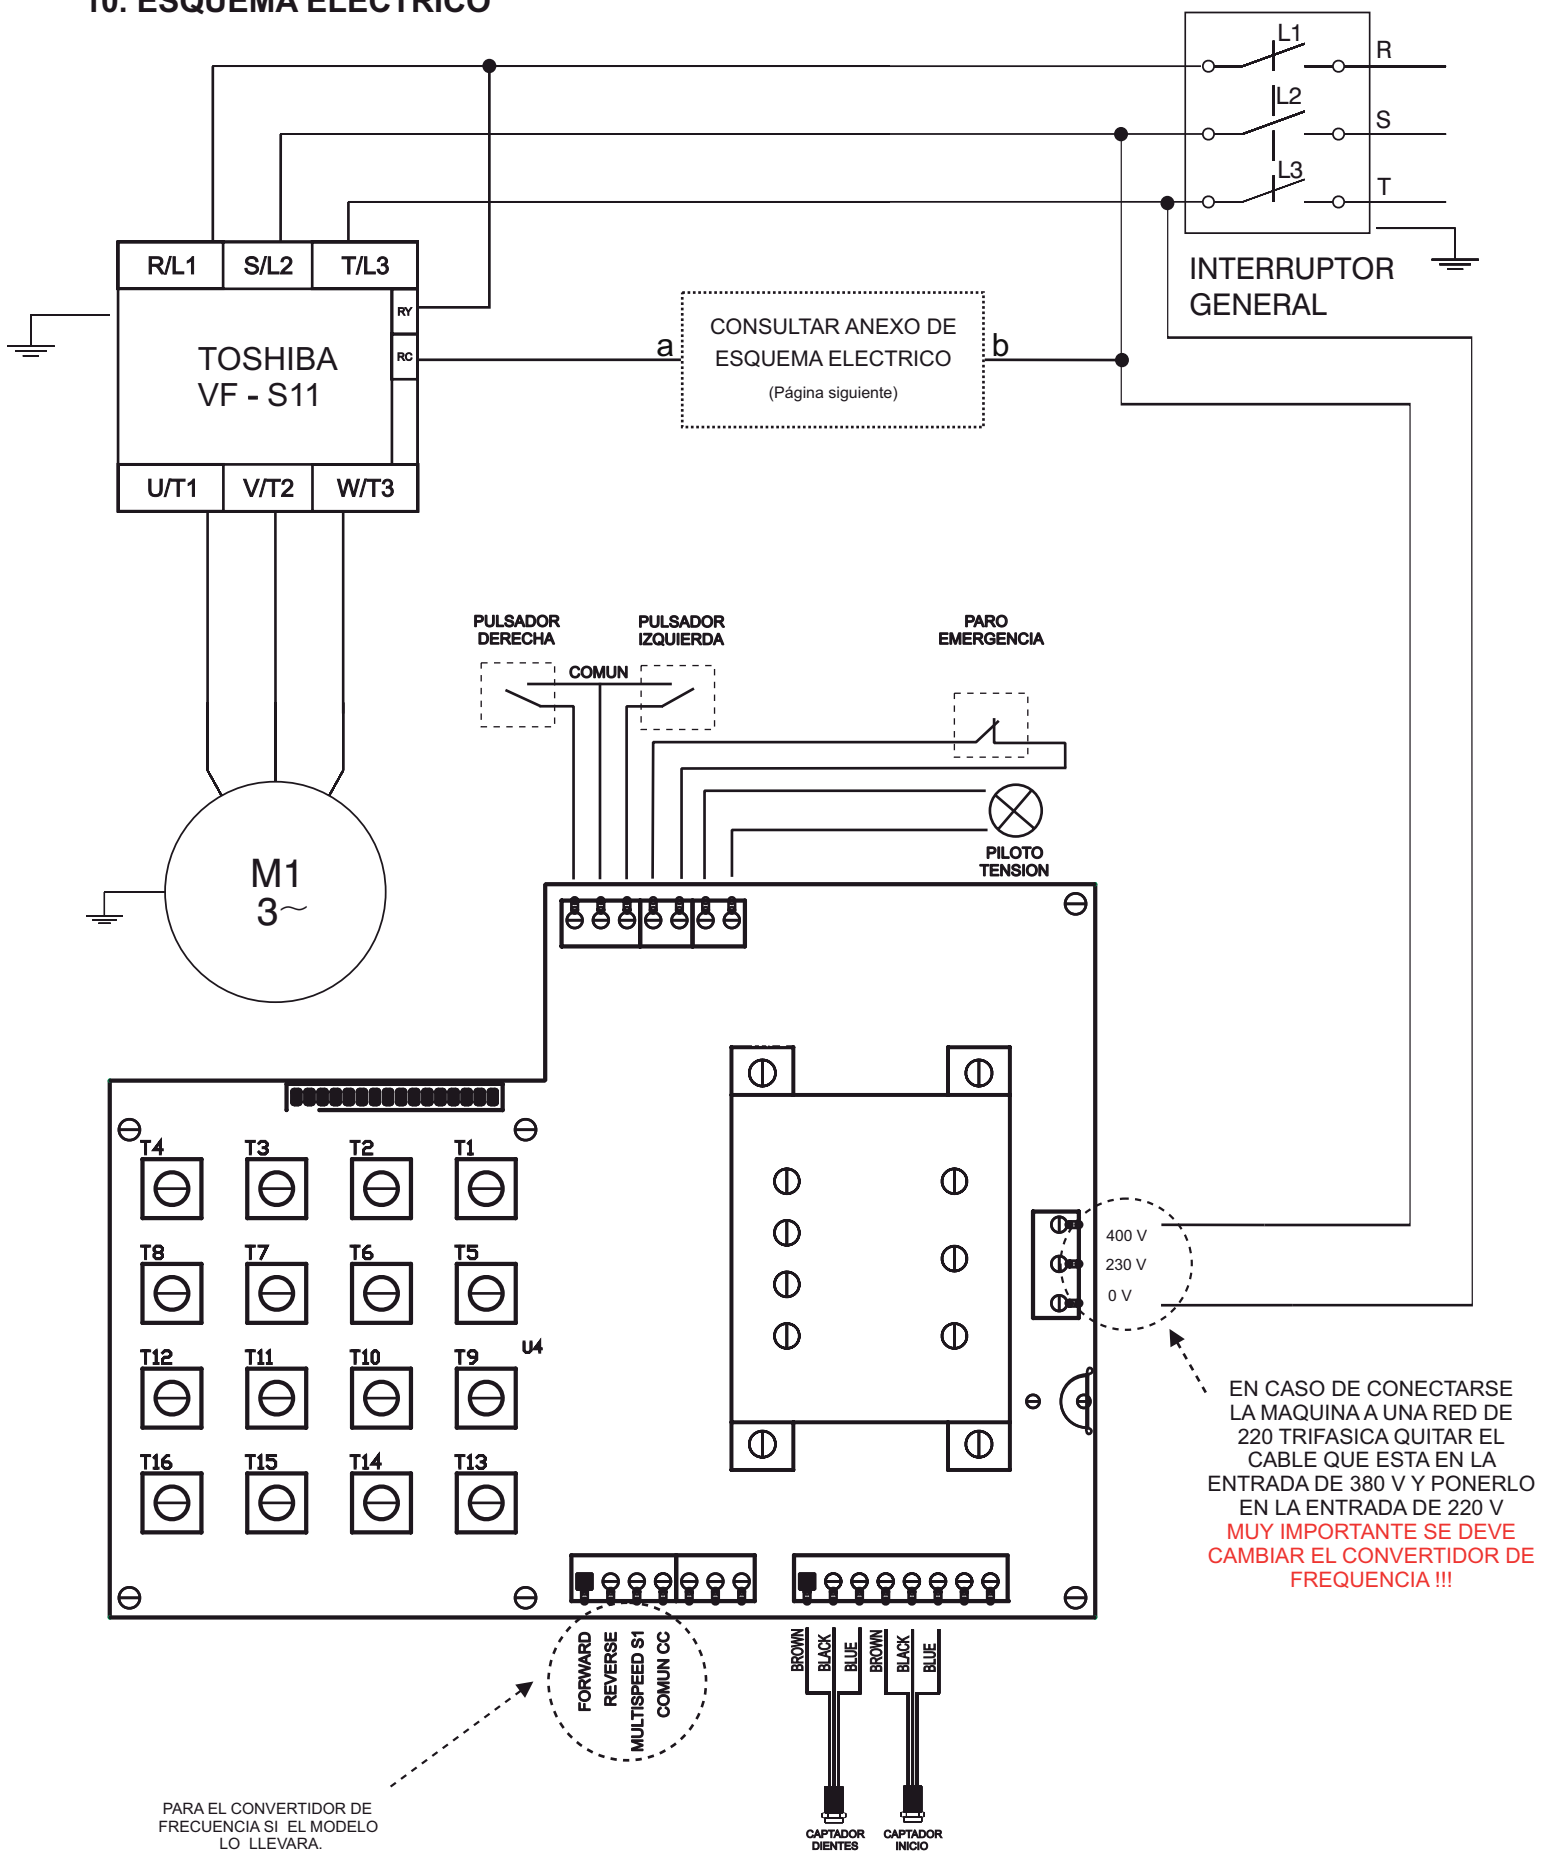 10. ESQUEMA ELECTRICO
L1
R
L2
S
L3
T
INTERRUPTOR
GENERAL
R/L1
S/L2
T/L3
RY
RC
TOSHIBA
VF - S11
U/T1
V/T2
W/T3
a
CONSULTAR ANEXO DE
ESQUEMA ELECTRICO
(Página siguiente)
b
PULSADOR
DERECHA
COMUN
PULSADOR
IZQUIERDA
PARO
EMERGENCIA
PILOTO
TENSION
M1
3~
T4
T3
T2
T1
T8
T7
T6
T5
T12
T11
T10
T9
U4
T16
T15
T14
T13
400 V
230 V
0 V
EN CASO DE CONECTARSE
LA MAQUINA A UNA RED DE
220 TRIFASICA QUITAR EL
CABLE QUE ESTA EN LA
ENTRADA DE 380 V Y PONERLO
EN LA ENTRADA DE 220 V
MUY IMPORTANTE SE DEVE
CAMBIAR EL CONVERTIDOR DE
FREQUENCIA !!!
FORWARD
REVERSE
MULTISPEED S1
COMUN CC
BROWN
BLACK
BLUE
BROWN
BLACK
BLUE
CAPTADOR
DIENTES
CAPTADOR
INICIO
PARA EL CONVERTIDOR DE
FRECUENCIA SI EL MODELO
LO LLEVARA.